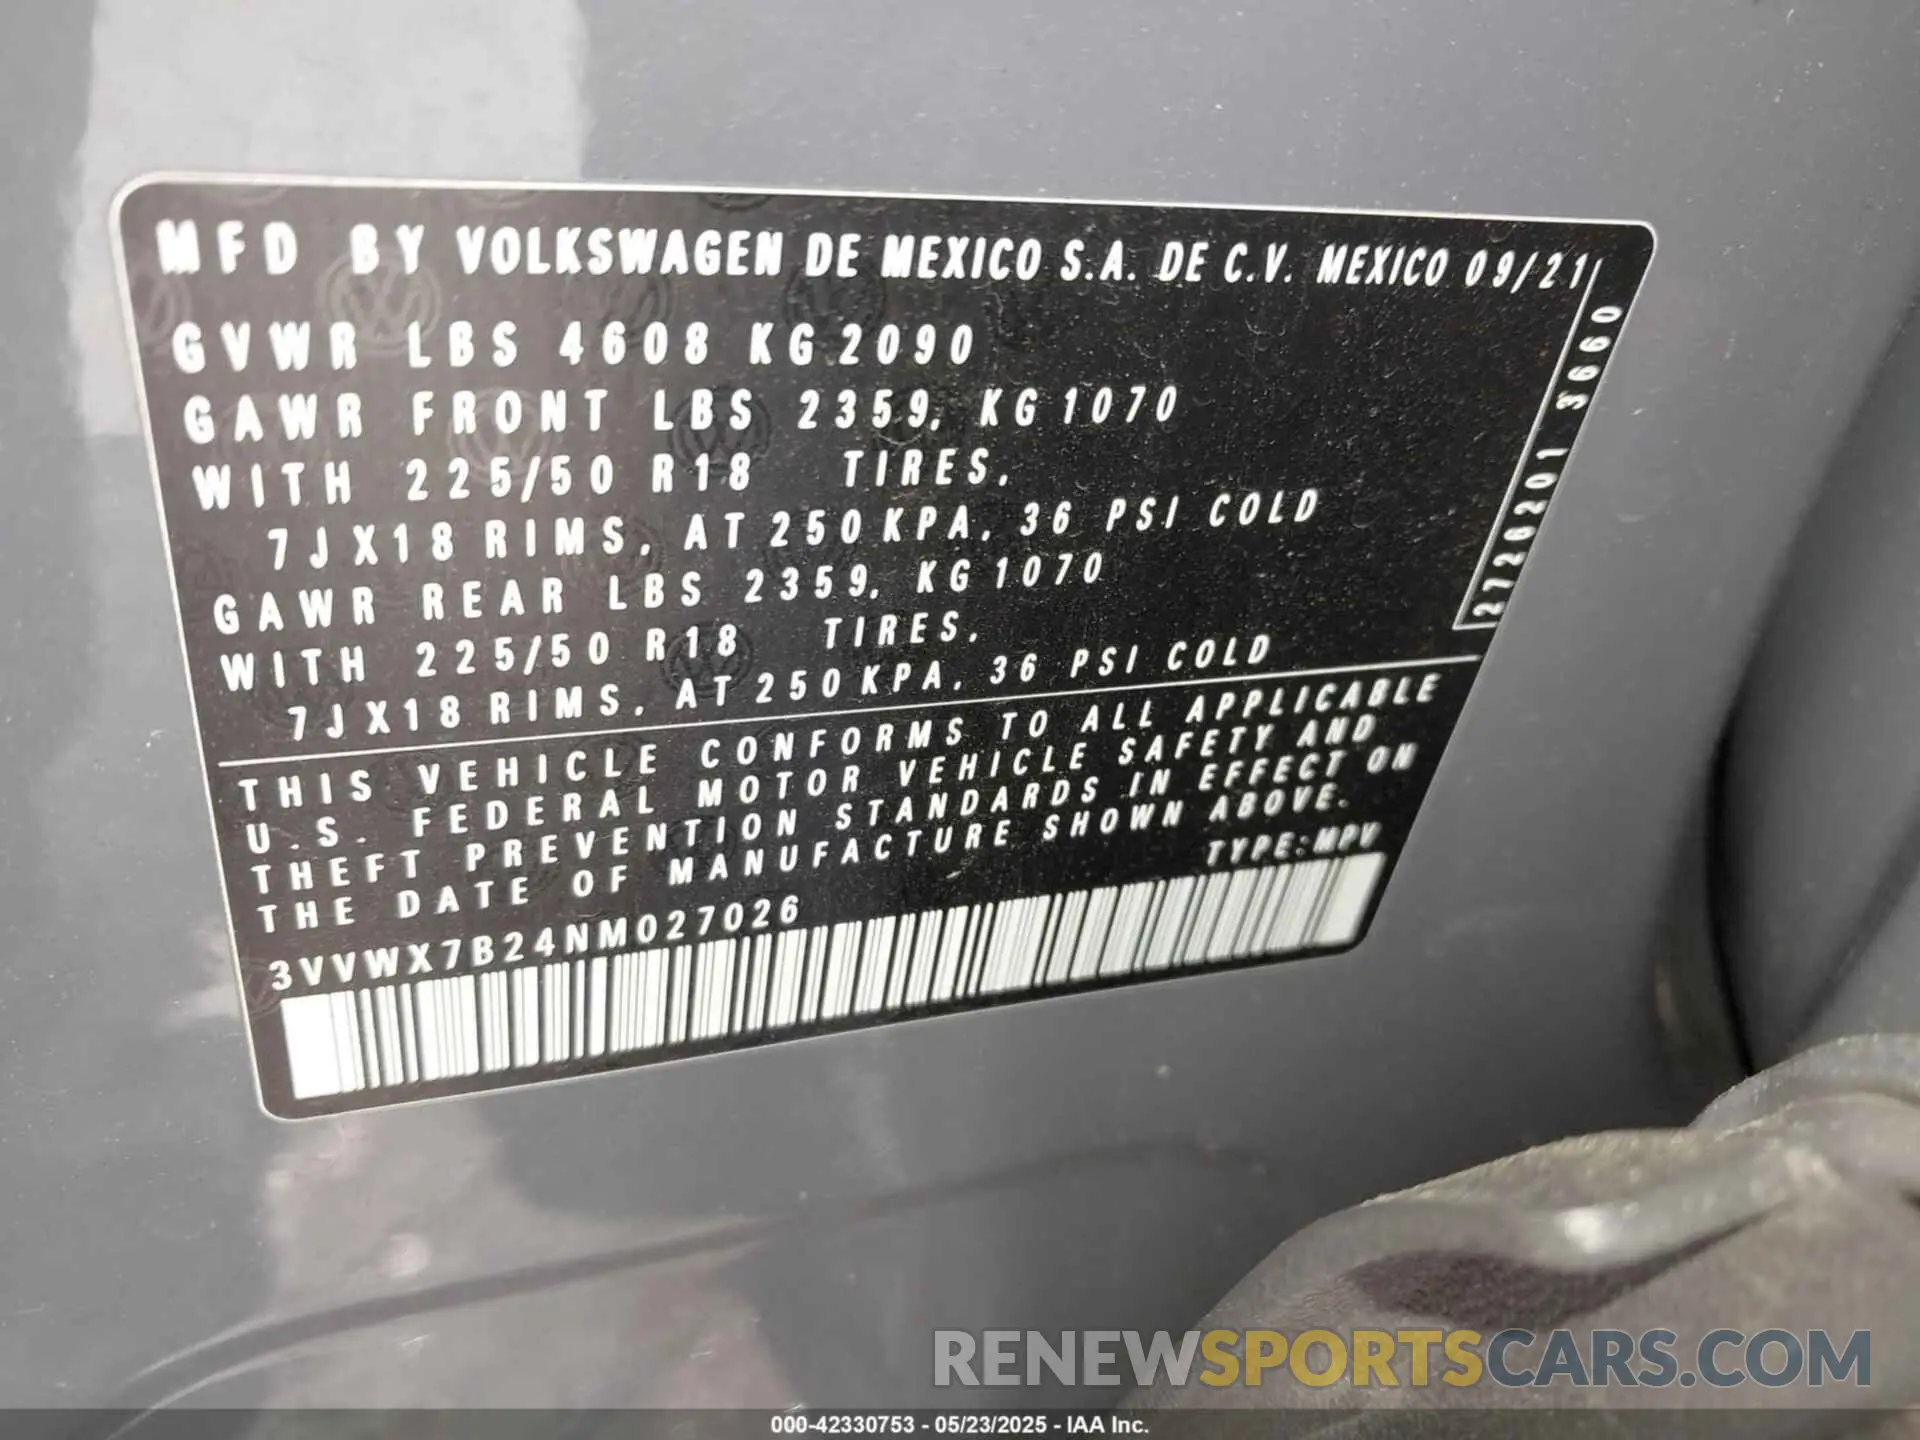 MFD BY VOLKSWAGEN DE MEXICO S.A. DE C.V. MEXICO 09/21
GVWR LBS 4608 KG 2090
GAWR FRONT LBS 2359, KG 1070
WITH 225/50 R18 TIRES,
7JX18 RIMS, AT 250 KPA, 36 PSI COLD
GAWR REAR LBS 2359, KG 1070
WITH 225/50 R18 TIRES,
7JX18 RIMS, AT 250 KPA, 36 PSI COLD
2726201 3660
THIS VEHICLE CONFORMS TO ALL APPLICABLE
U.S. FEDERAL MOTOR VEHICLE SAFETY AND
THEFT PREVENTION STANDARDS IN EFFECT ON
THE DATE OF MANUFACTURE SHOWN ABOVE.
TYPE:MPV
3VVWX7B24NM027026
RENEWSPORTSCARS.COM
000-42330753 - 05/23/2025 - IAA Inc.